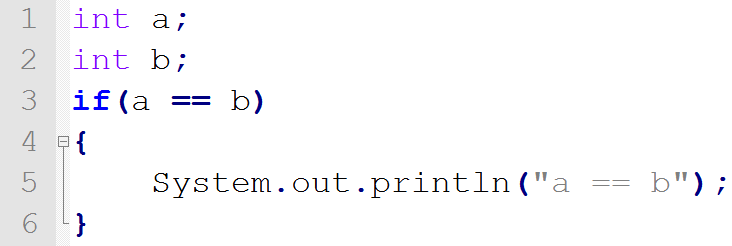 1 int a;
2 int b;
3 if(a == b)
4 {
5 System.out.println("a == b");
6 }